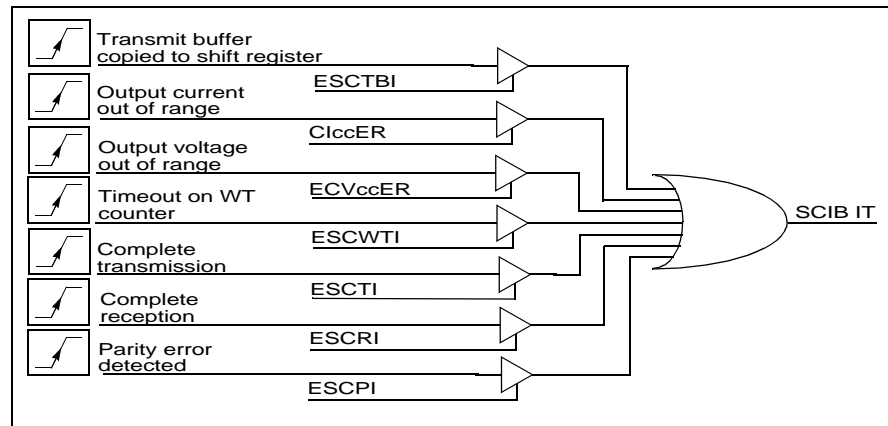 Transmit buffer
copied to shift register
ESCTBI
Output current
out of range
CIccER
Output voltage
out of range
ECVccER
Timeout on WT
counter
ESCWTI
SCIB IT
Complete
transmission
ESCTI
Complete
reception
ESCRI
Parity error
detected
ESCPI